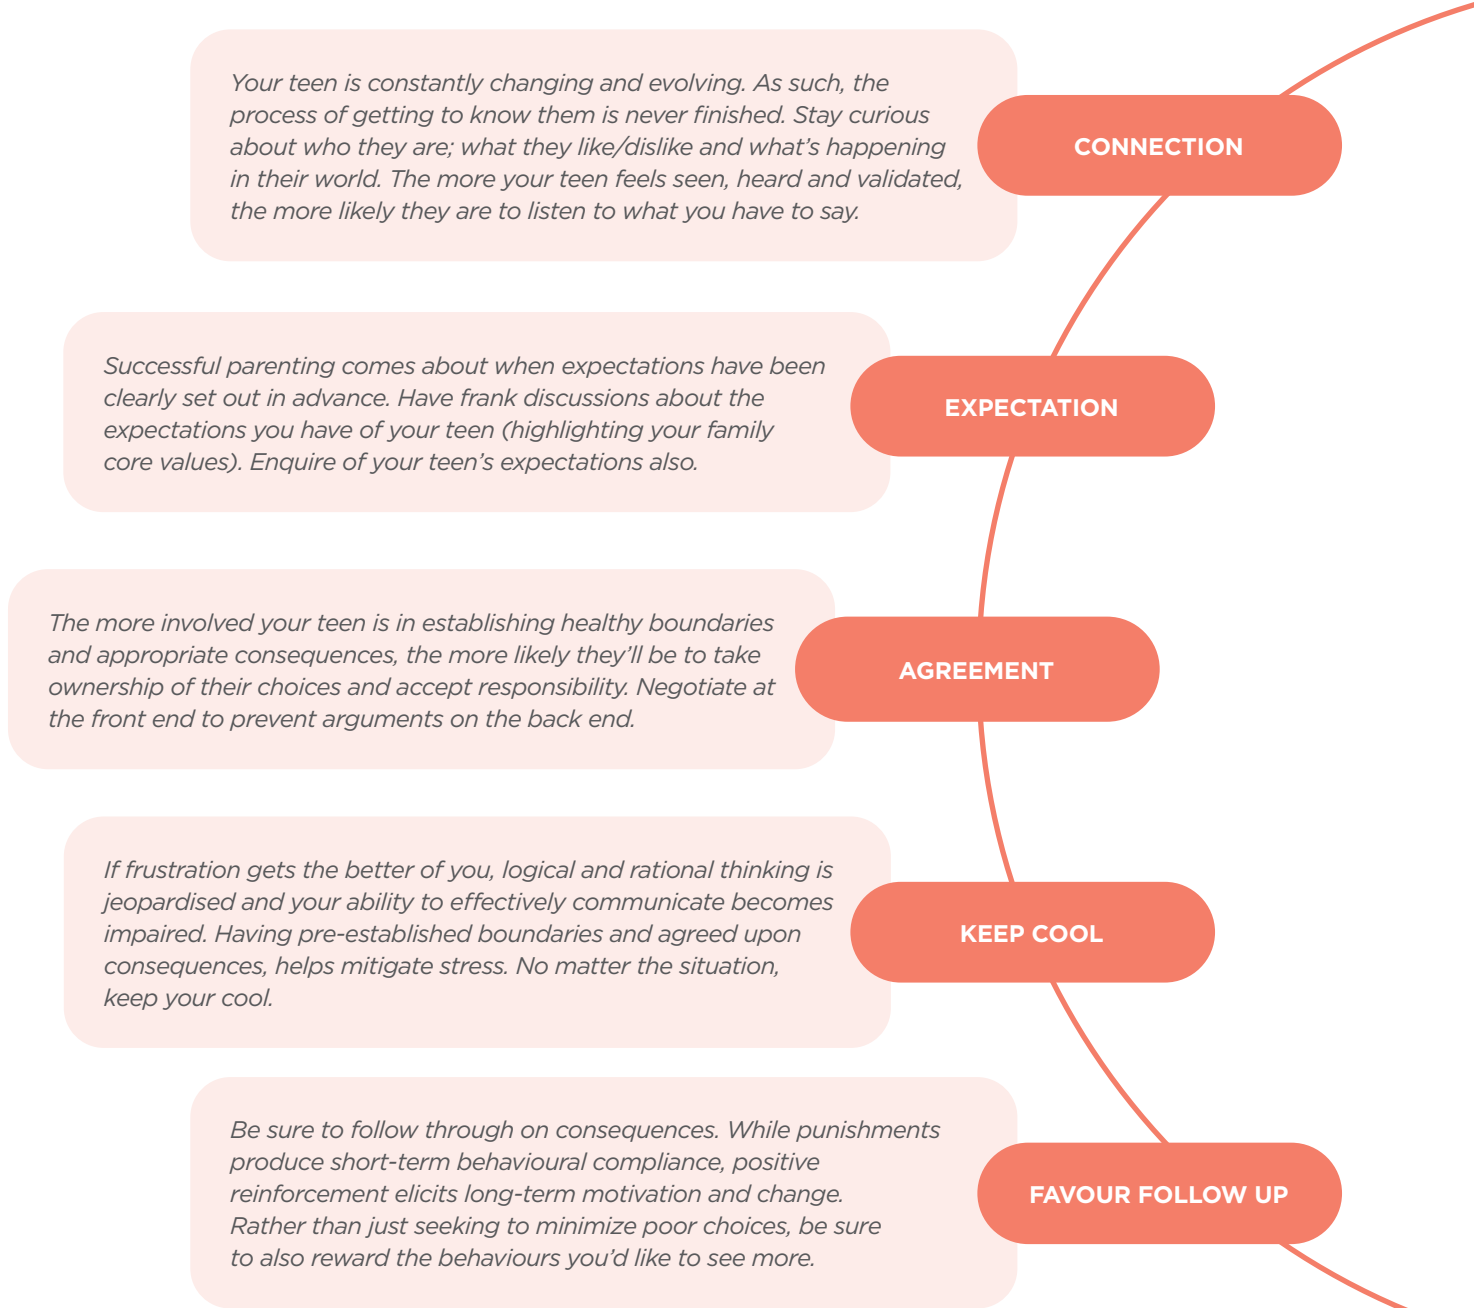 Your teen is constantly changing and evolving. As such, the
process of getting to know them is never finished. Stay curious
about who they are; what they like/dislike and what’s happening
in their world. The more your teen feels seen, heard and validated,
the more likely they are to listen to what you have to say.
CONNECTION
Successful parenting comes about when expectations have been
clearly set out in advance. Have frank discussions about the
expectations you have of your teen (highlighting your family
core values). Enquire of your teen’s expectations also.
EXPECTATION
The more involved your teen is in establishing healthy boundaries
and appropriate consequences, the more likely they’ll be to take
ownership of their choices and accept responsibility. Negotiate at
the front end to prevent arguments on the back end.
AGREEMENT
If frustration gets the better of you, logical and rational thinking is
jeopardised and your ability to effectively communicate becomes
impaired. Having pre-established boundaries and agreed upon
consequences, helps mitigate stress. No matter the situation,
keep your cool.
KEEP COOL
Be sure to follow through on consequences. While punishments
produce short-term behavioural compliance, positive
reinforcement elicits long-term motivation and change.
Rather than just seeking to minimize poor choices, be sure
to also reward the behaviours you’d like to see more.
FAVOUR FOLLOW UP